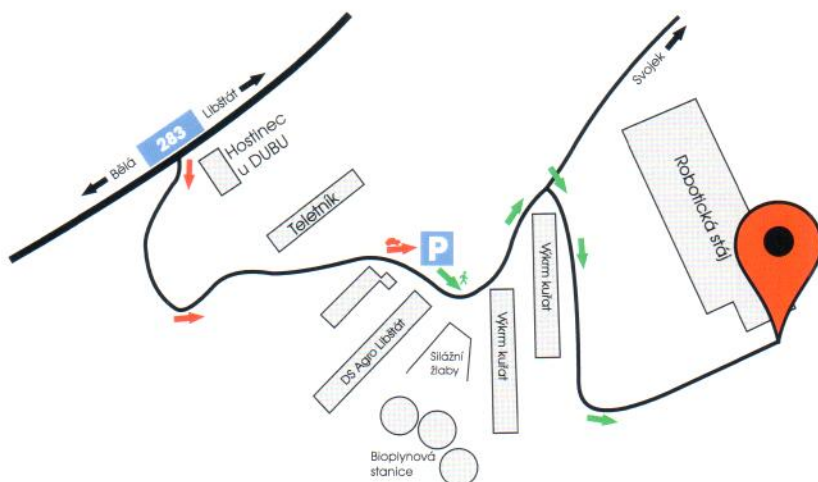 Libštát
283
Bělá
Hostinec
u DUBU
Teletník
P
Svojek
Robotická stáj
Výkrm kuřat
Výkrm kuřat
DS Agro Libštát
Silážní
žlaby
Bioplynová
stanice